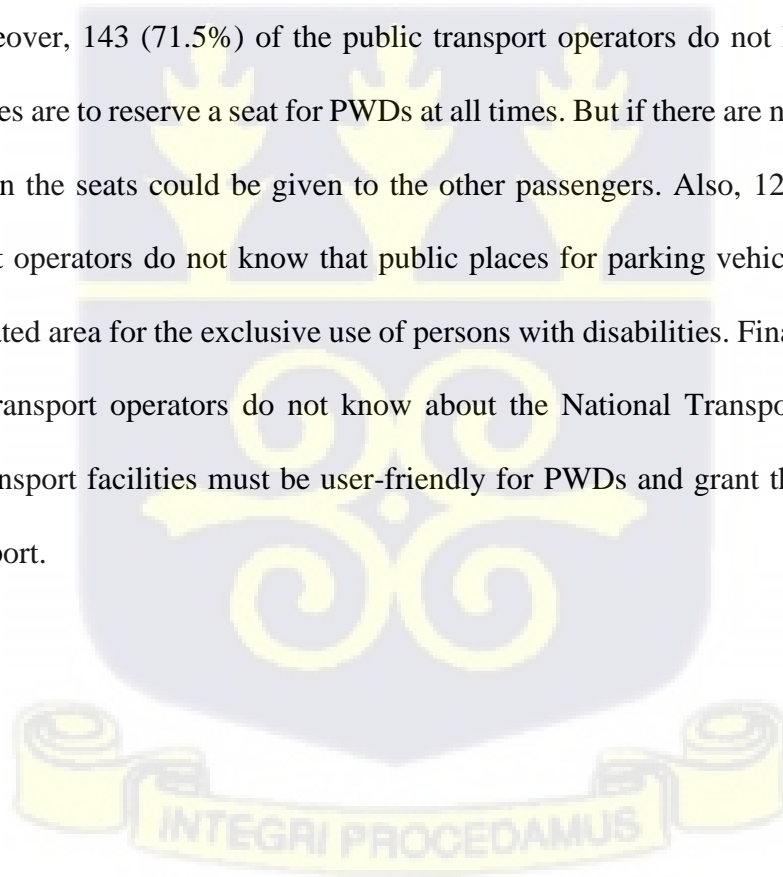 eover, 143 (71.5%) of the public transport operators do not
es are to reserve a seat for PWDs at all times. But if there are n
n the seats could be given to the other passengers. Also, 12
t operators do not know that public places for parking vehic
ted area for the exclusive use of persons with disabilities. Fina
ransport operators do not know about the National Transpo
nsport facilities must be user-friendly for PWDs and grant th
port.
INTEGRI PROCEDAMUS